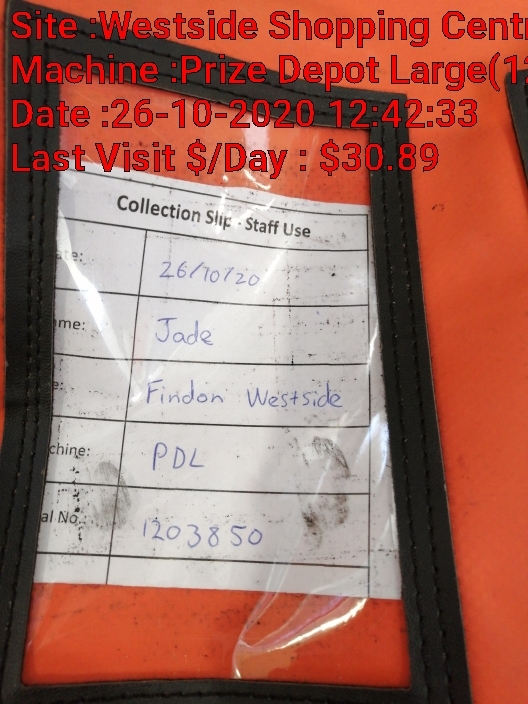 Site :Westside Shopping Cent
Machine :Prize Depot Large(1
Date :26-10-2020 12:42:33
Last Visit $/Day : $30.89
Collection Slip - Staff Use
ate: 26/10/20
me: Jade
e: Findon Westside
chine: PDL
al No.: 1203850